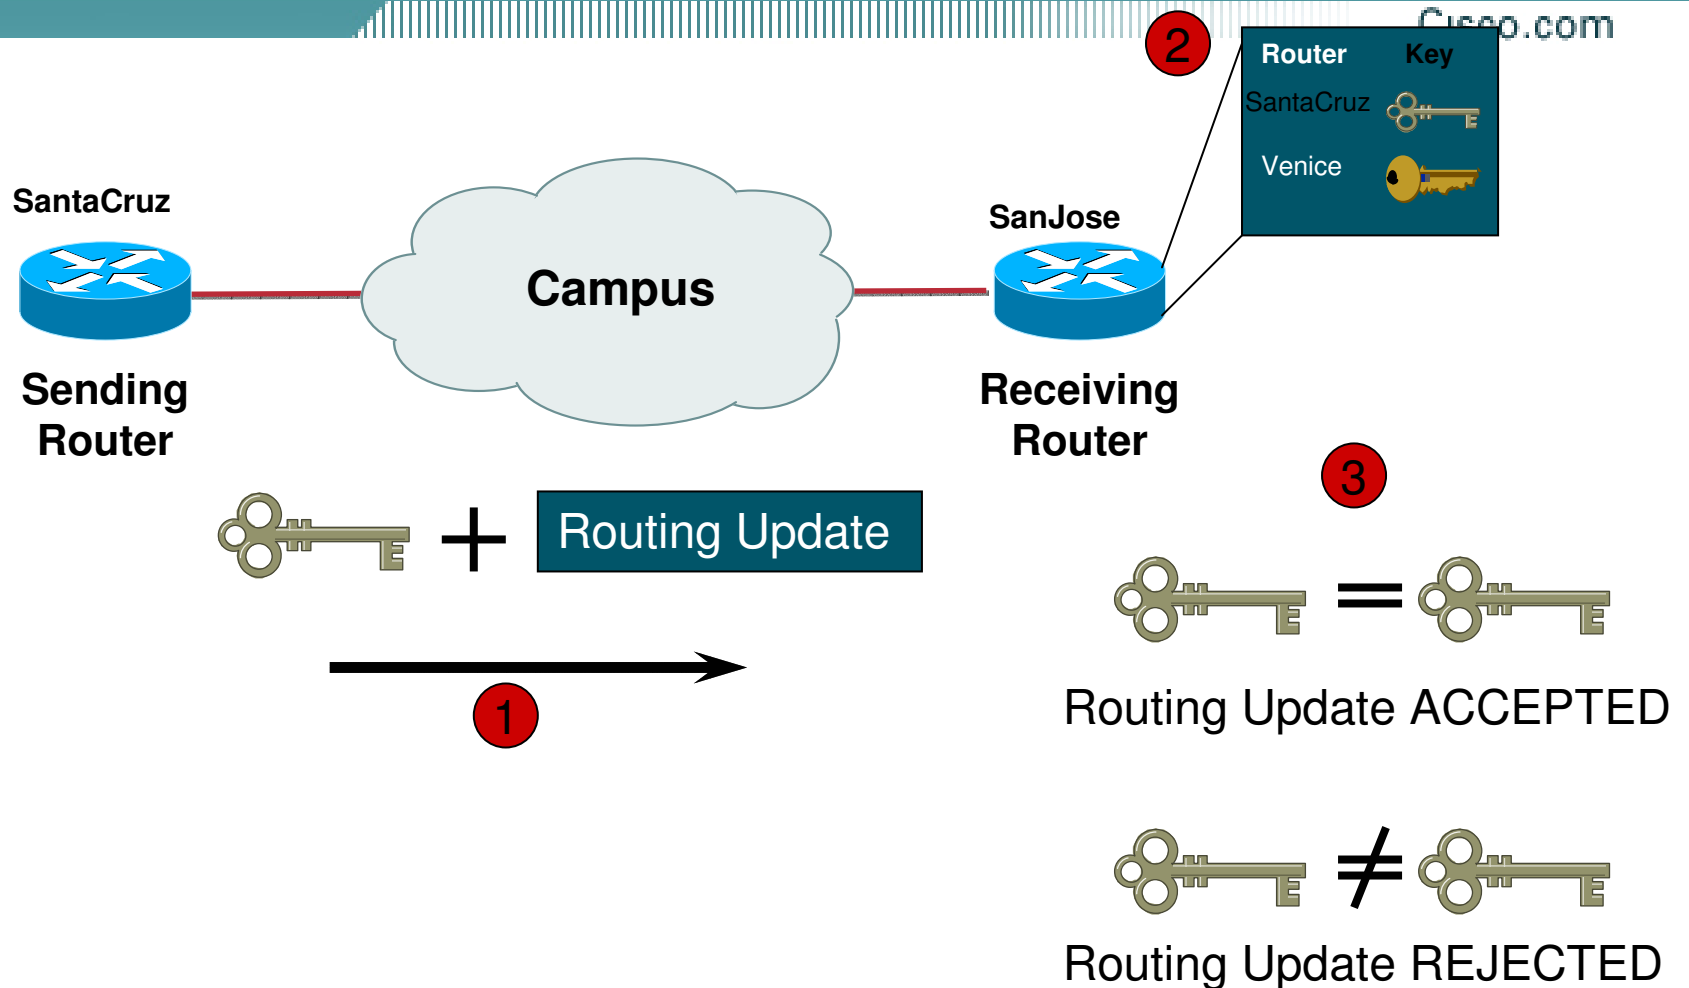 Cisco.com
2
Router Key
SantaCruz
Venice
SantaCruz
SanJose
Campus
Sending
Router
Receiving
Router
3
+ Routing Update
=
1
Routing Update ACCEPTED
≠
Routing Update REJECTED